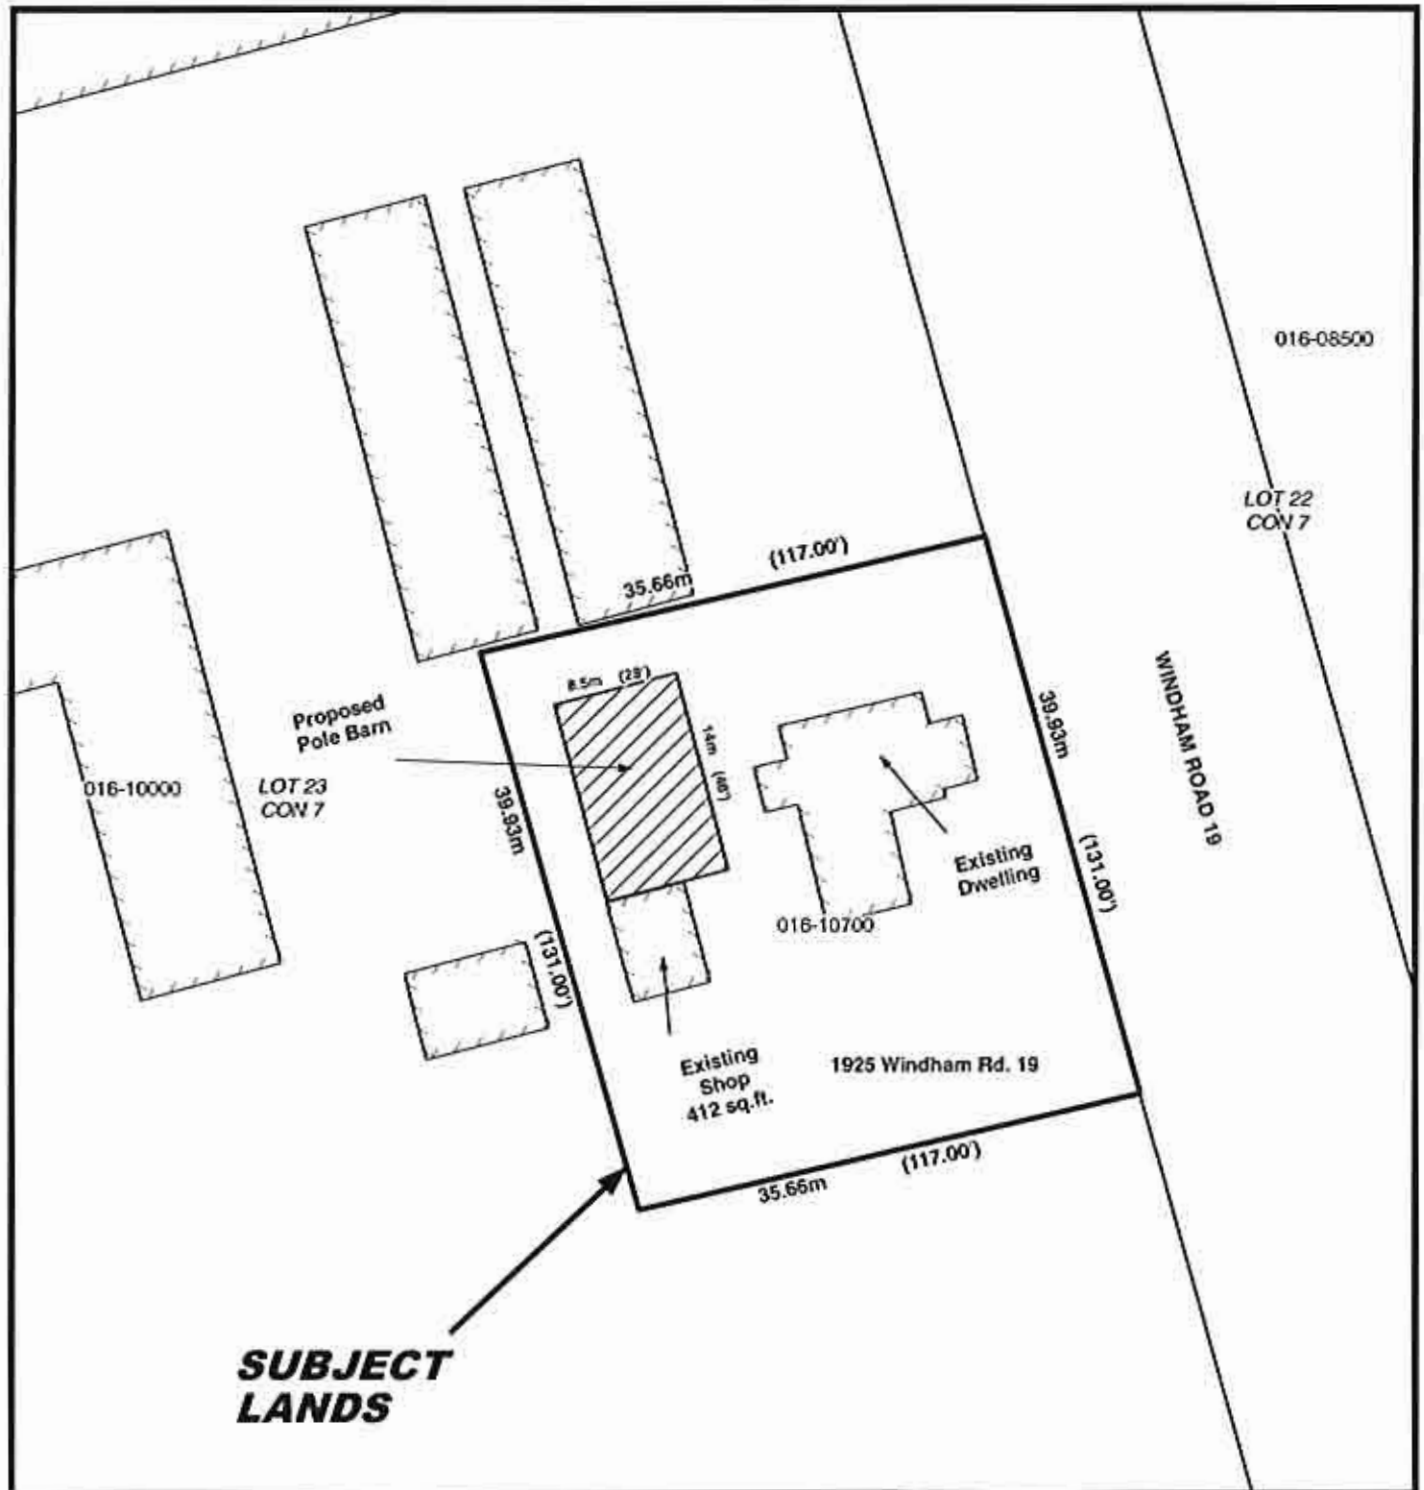 016-08500
LOT 22
CON 7
(117.00')
35.66m
8.5m (28')
Proposed
Pole Barn
14m (46')
39.93m
WINDHAM ROAD 19
016-10000
LOT 23
CON 7
39.93m
Existing
Dwelling
(131.00')
016-10700
(131.00')
Existing
Shop
412 sq.ft.
1925 Windham Rd. 19
(117.00')
35.66m
SUBJECT
LANDS